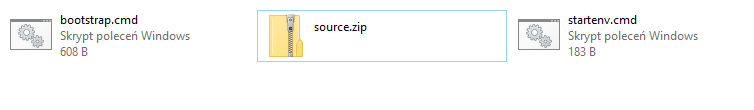 bootstrap.cmd
Skrypt poleceń Windows
608 B
source.zip
startenv.cmd
Skrypt poleceń Windows
183 B